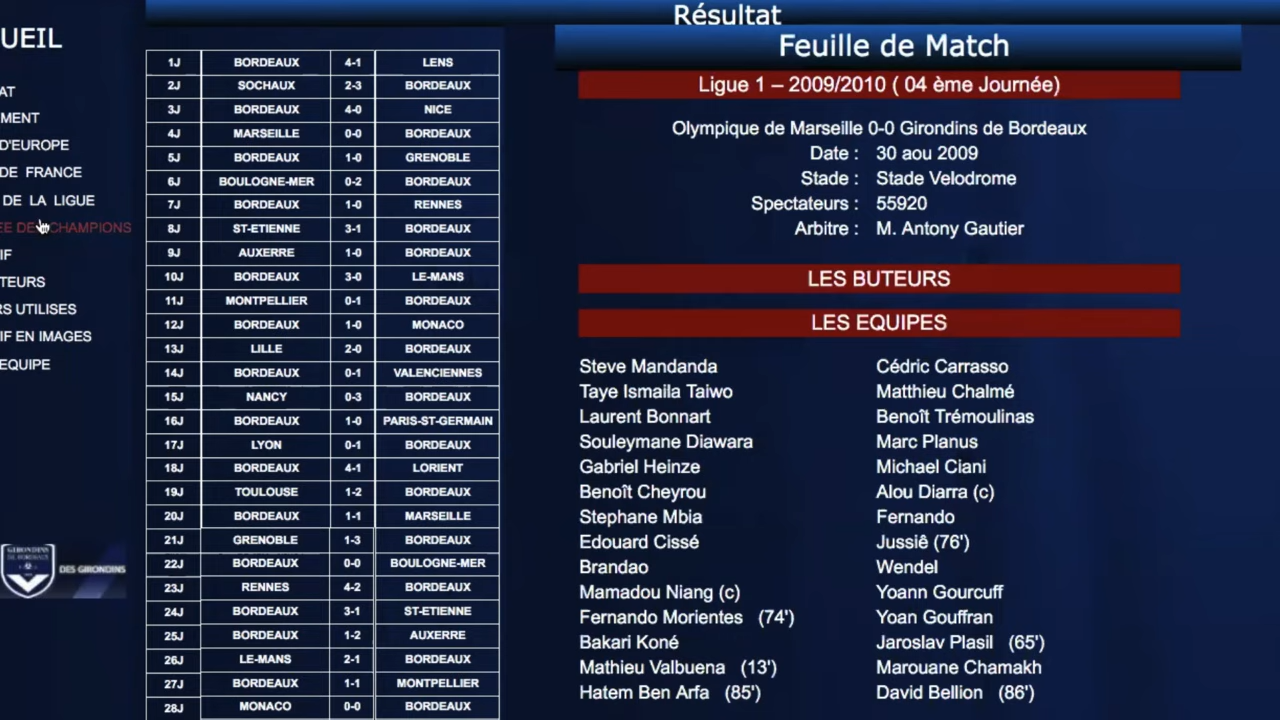 Résultat
UEIL
AT
MENT
D'EUROPE
DE FRANCE
DE LA LIGUE
EE DES CHAMPIONS
IF
TEURS
RS UTILISES
IF EN IMAGES
EQUIPE
GIRONDINS
DE BORDEAUX
DES GIRONDINS
1J BORDEAUX 4-1 LENS
2J SOCHAUX 2-3 BORDEAUX
3J BORDEAUX 4-0 NICE
4J MARSEILLE 0-0 BORDEAUX
5J BORDEAUX 1-0 GRENOBLE
6J BOULOGNE-MER 0-2 BORDEAUX
7J BORDEAUX 1-0 RENNES
8J ST-ETIENNE 3-1 BORDEAUX
9J AUXERRE 1-0 BORDEAUX
10J BORDEAUX 3-0 LE-MANS
11J MONTPELLIER 0-1 BORDEAUX
12J BORDEAUX 1-0 MONACO
13J LILLE 2-0 BORDEAUX
14J BORDEAUX 0-1 VALENCIENNES
15J NANCY 0-3 BORDEAUX
16J BORDEAUX 1-0 PARIS-ST-GERMAIN
17J LYON 0-1 BORDEAUX
18J BORDEAUX 4-1 LORIENT
19J TOULOUSE 1-2 BORDEAUX
20J BORDEAUX 1-1 MARSEILLE
21J GRENOBLE 1-3 BORDEAUX
22J BORDEAUX 0-0 BOULOGNE-MER
23J RENNES 4-2 BORDEAUX
24J BORDEAUX 3-1 ST-ETIENNE
25J BORDEAUX 1-2 AUXERRE
26J LE-MANS 2-1 BORDEAUX
27J BORDEAUX 1-1 MONTPELLIER
28J MONACO 0-0 BORDEAUX
Feuille de Match
Ligue 1 – 2009/2010 ( 04 ème Journée)
Olympique de Marseille 0-0 Girondins de Bordeaux
Date : 30 aou 2009
Stade : Stade Velodrome
Spectateurs : 55920
Arbitre : M. Antony Gautier
LES BUTEURS
LES EQUIPES
Steve Mandanda Cédric Carrasso
Taye Ismaila Taiwo Matthieu Chalmé
Laurent Bonnart Benoît Trémoulinas
Souleymane Diawara Marc Planus
Gabriel Heinze Michael Ciani
Benoît Cheyrou Alou Diarra (c)
Stephane Mbia Fernando
Edouard Cissé Jussiê (76')
Brandao Wendel
Mamadou Niang (c) Yoann Gourcuff
Fernando Morientes (74') Yoan Gouffran
Bakari Koné Jaroslav Plasil (65')
Mathieu Valbuena (13') Marouane Chamakh
Hatem Ben Arfa (85') David Bellion (86')